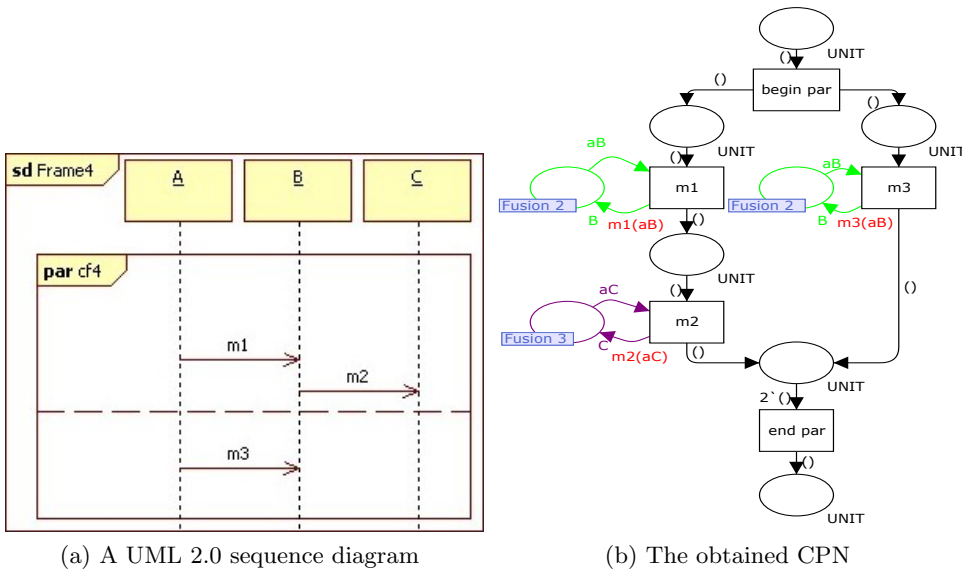 sd Frame4
A
B
C
par cf4
m1
m2
m3
(a) A UML 2.0 sequence diagram
()
UNIT
()
begin par
()
()
UNIT
()
UNIT
aB
m1
Fusion 2
B
m1(aB)
()
aB
m3
Fusion 2
B
m3(aB)
()
UNIT
()
aC
m2
Fusion 3
C
m2(aC)
()
UNIT
2`()
end par
()
UNIT
(b) The obtained CPN